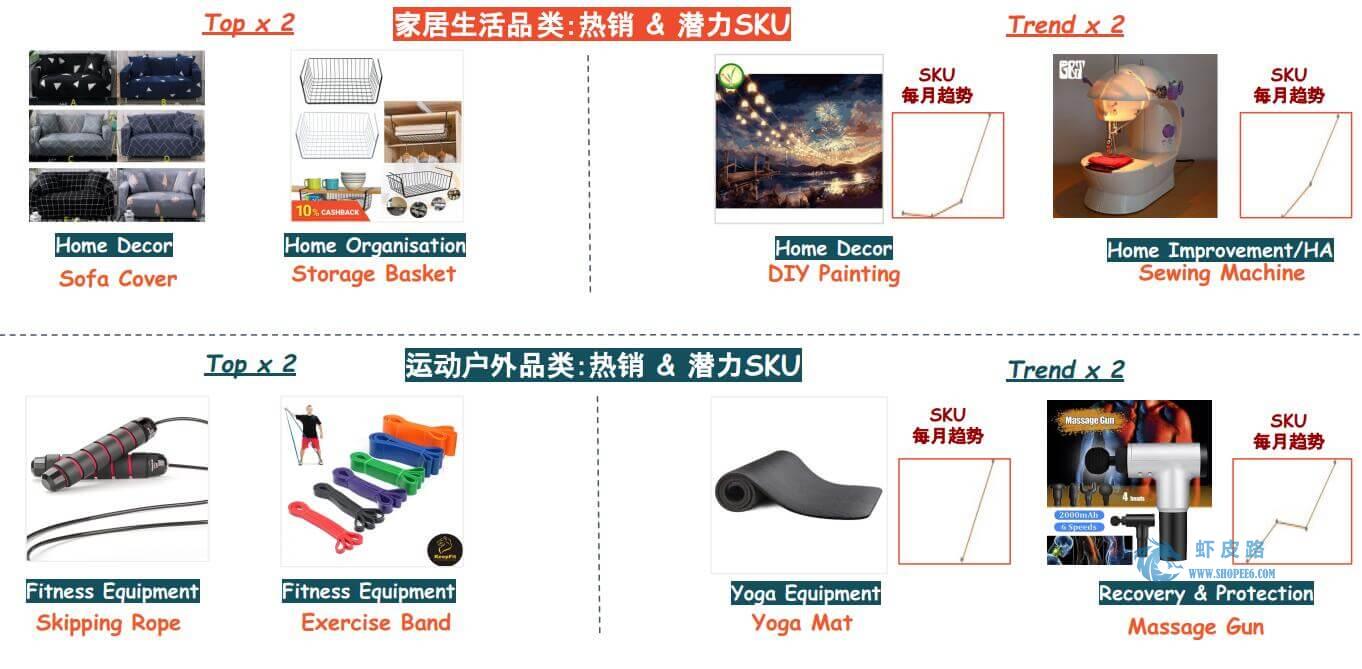 Top x 2
家居生活品类:热销 & 潜力SKU
Trend x 2
A
B
C
D
10% CASHBACK
SKU
每月趋势
SKU
每月趋势
Home Decor
Sofa Cover
Home Organisation
Storage Basket
Home Decor
DIY Painting
Home Improvement/HA
Sewing Machine
Top x 2
运动户外品类:热销 & 潜力SKU
Trend x 2
KeepFit
SKU
每月趋势
Massage Gun
4 heads
2000mAh
6 Speeds
SKU
每月趋势
虾皮路
WWW.SHOPEE6.COM
Fitness Equipment
Skipping Rope
Fitness Equipment
Exercise Band
Yoga Equipment
Yoga Mat
Recovery & Protection
Massage Gun